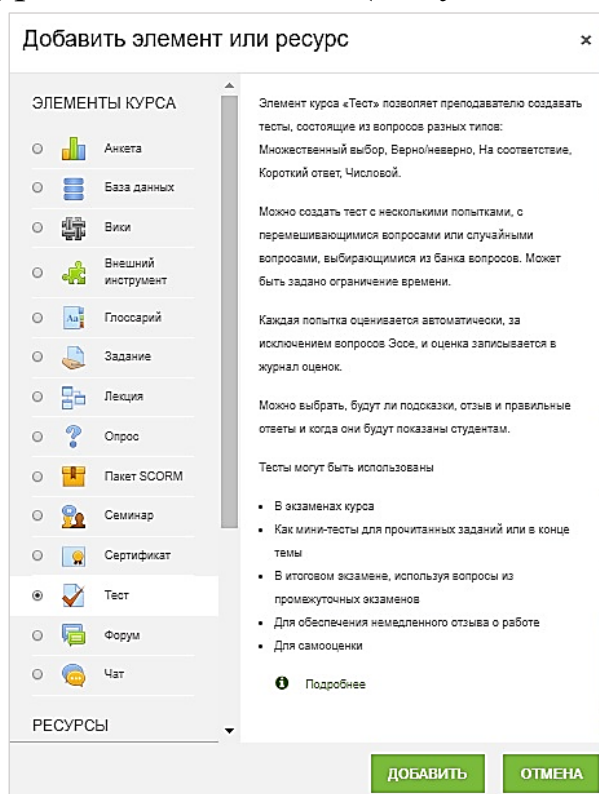 Добавить элемент или ресурс
×
ЭЛЕМЕНТЫ КУРСА
Анкета
База данных
Вики
Внешний
инструмент
Глоссарий
Задание
Лекция
Опрос
Пакет SCORM
Семинар
Сертификат
Тест
Форум
Чат
РЕСУРСЫ
Элемент курса «Тест» позволяет преподавателю создавать
тесты, состоящие из вопросов разных типов:
Множественный выбор, Верно/неверно, На соответствие,
Короткий ответ, Числовой.
Можно создать тест с несколькими попытками, с
перемешивающимися вопросами или случайными
вопросами, выбирающимися из банка вопросов. Может
быть задано ограничение времени.
Каждая попытка оценивается автоматически, за
исключением вопросов Эссе, и оценка записывается в
журнал оценок.
Можно выбрать, будут ли подсказки, отзыв и правильные
ответы и когда они будут показаны студентам.
Тесты могут быть использованы
• В экзаменах курса
• Как мини-тесты для прочитанных заданий или в конце
темы
• В итоговом экзамене, используя вопросы из
промежуточных экзаменов
• Для обеспечения немедленного отзыва о работе
• Для самооценки
Подробнее
ДОБАВИТЬ
ОТМЕНА